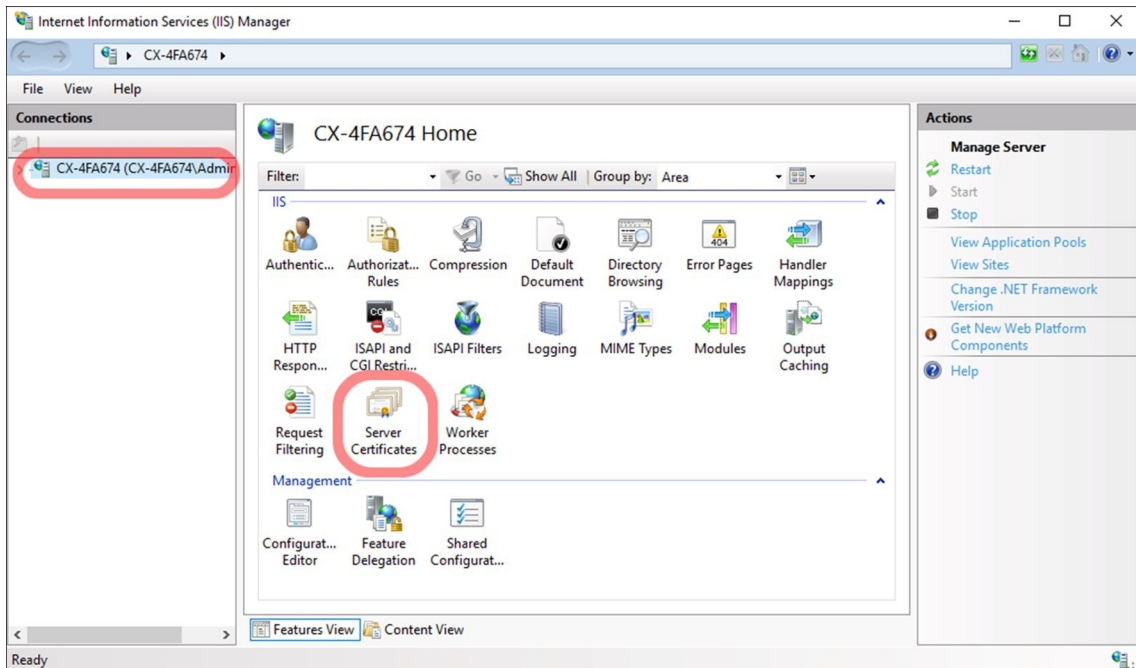 Internet Information Services (IIS) Manager
CX-4FA674
File View Help
Connections
CX-4FA674 (CX-4FA674\Admir
CX-4FA674 Home
Filter: Go Show All Group by: Area
IIS
Authentic... Authorizat... Compression Default Directory Error Pages Handler
Rules Document Browsing Mappings
404
CGI
HTTP ISAPI and ISAPI Filters Logging MIME Types Modules Output
Respon... CGI Restri... Caching
Request Server Worker
Filtering Certificates Processes
Management
Configurat... Feature Shared
Editor Delegation Configurat...
Features View Content View
Actions
Manage Server
Restart
Start
Stop
View Application Pools
View Sites
Change .NET Framework
Version
Get New Web Platform
Components
Help
Ready